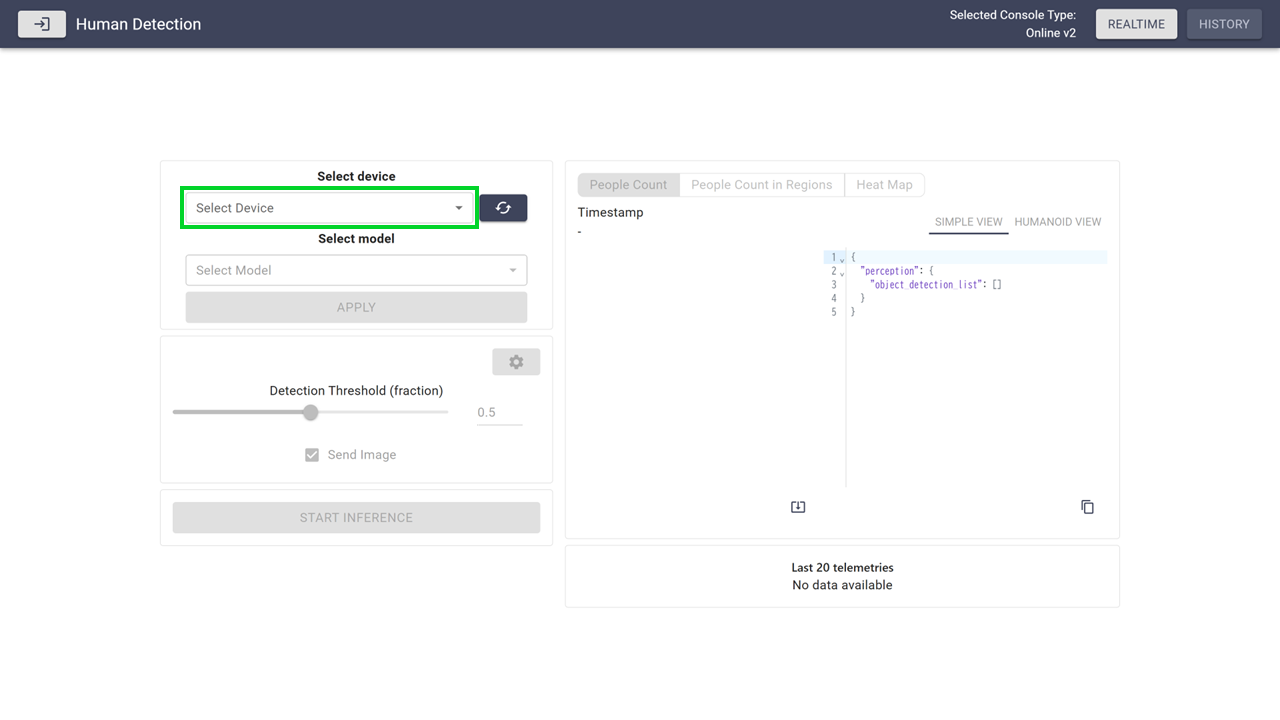 Human Detection
Selected Console Type:
Online v2
REALTIME
HISTORY
Select device
Select Device
Select model
Select Model
APPLY
Detection Threshold (fraction)
0.5
Send Image
START INFERENCE
People Count
People Count in Regions
Heat Map
Timestamp
-
SIMPLE VIEW
HUMANOID VIEW
1 {
2 "perception": {
3 "object_detection_list": []
4 }
5 }
Last 20 telemetries
No data available